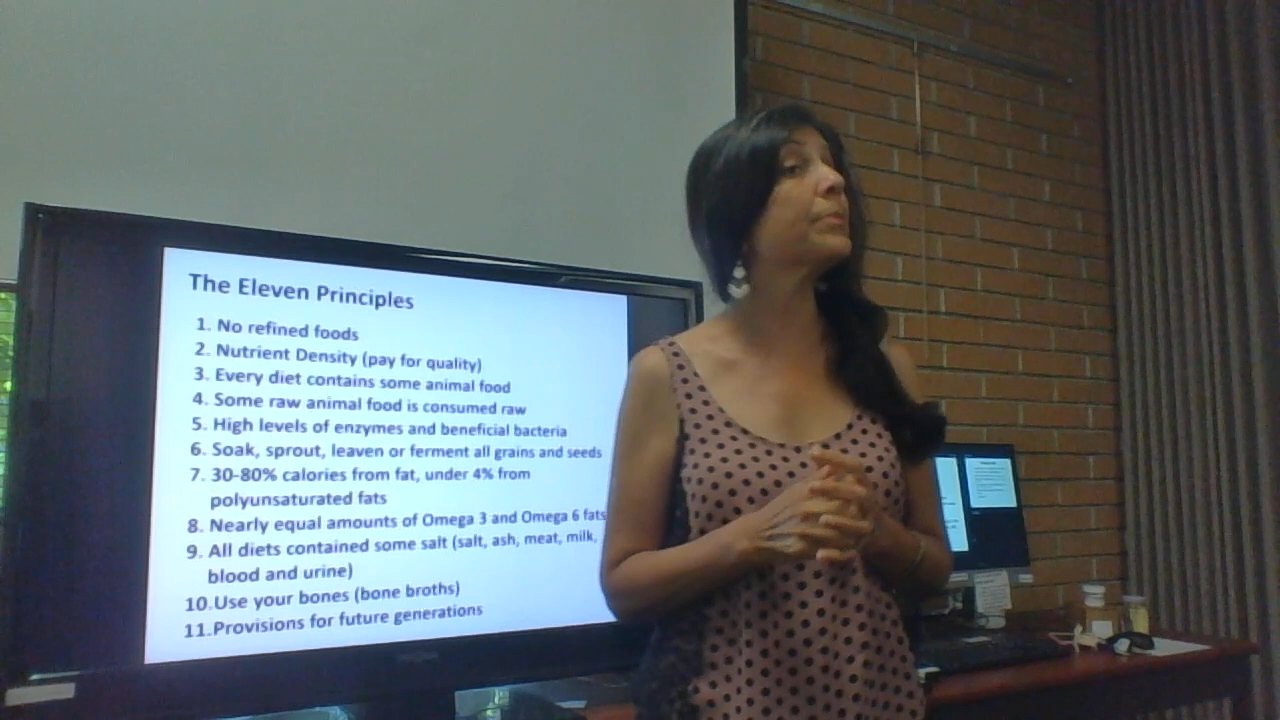 The Eleven Principles
1. No refined foods
2. Nutrient Density (pay for quality)
3. Every diet contains some animal food
4. Some raw animal food is consumed raw
5. High levels of enzymes and beneficial bacteria
6. Soak, sprout, leaven or ferment all grains and seeds
7. 30-80% calories from fat, under 4% from
polyunsaturated fats
8. Nearly equal amounts of Omega 3 and Omega 6 fats
9. All diets contained some salt (salt, ash, meat, milk,
blood and urine)
10.Use your bones (bone broths)
11.Provisions for future generations